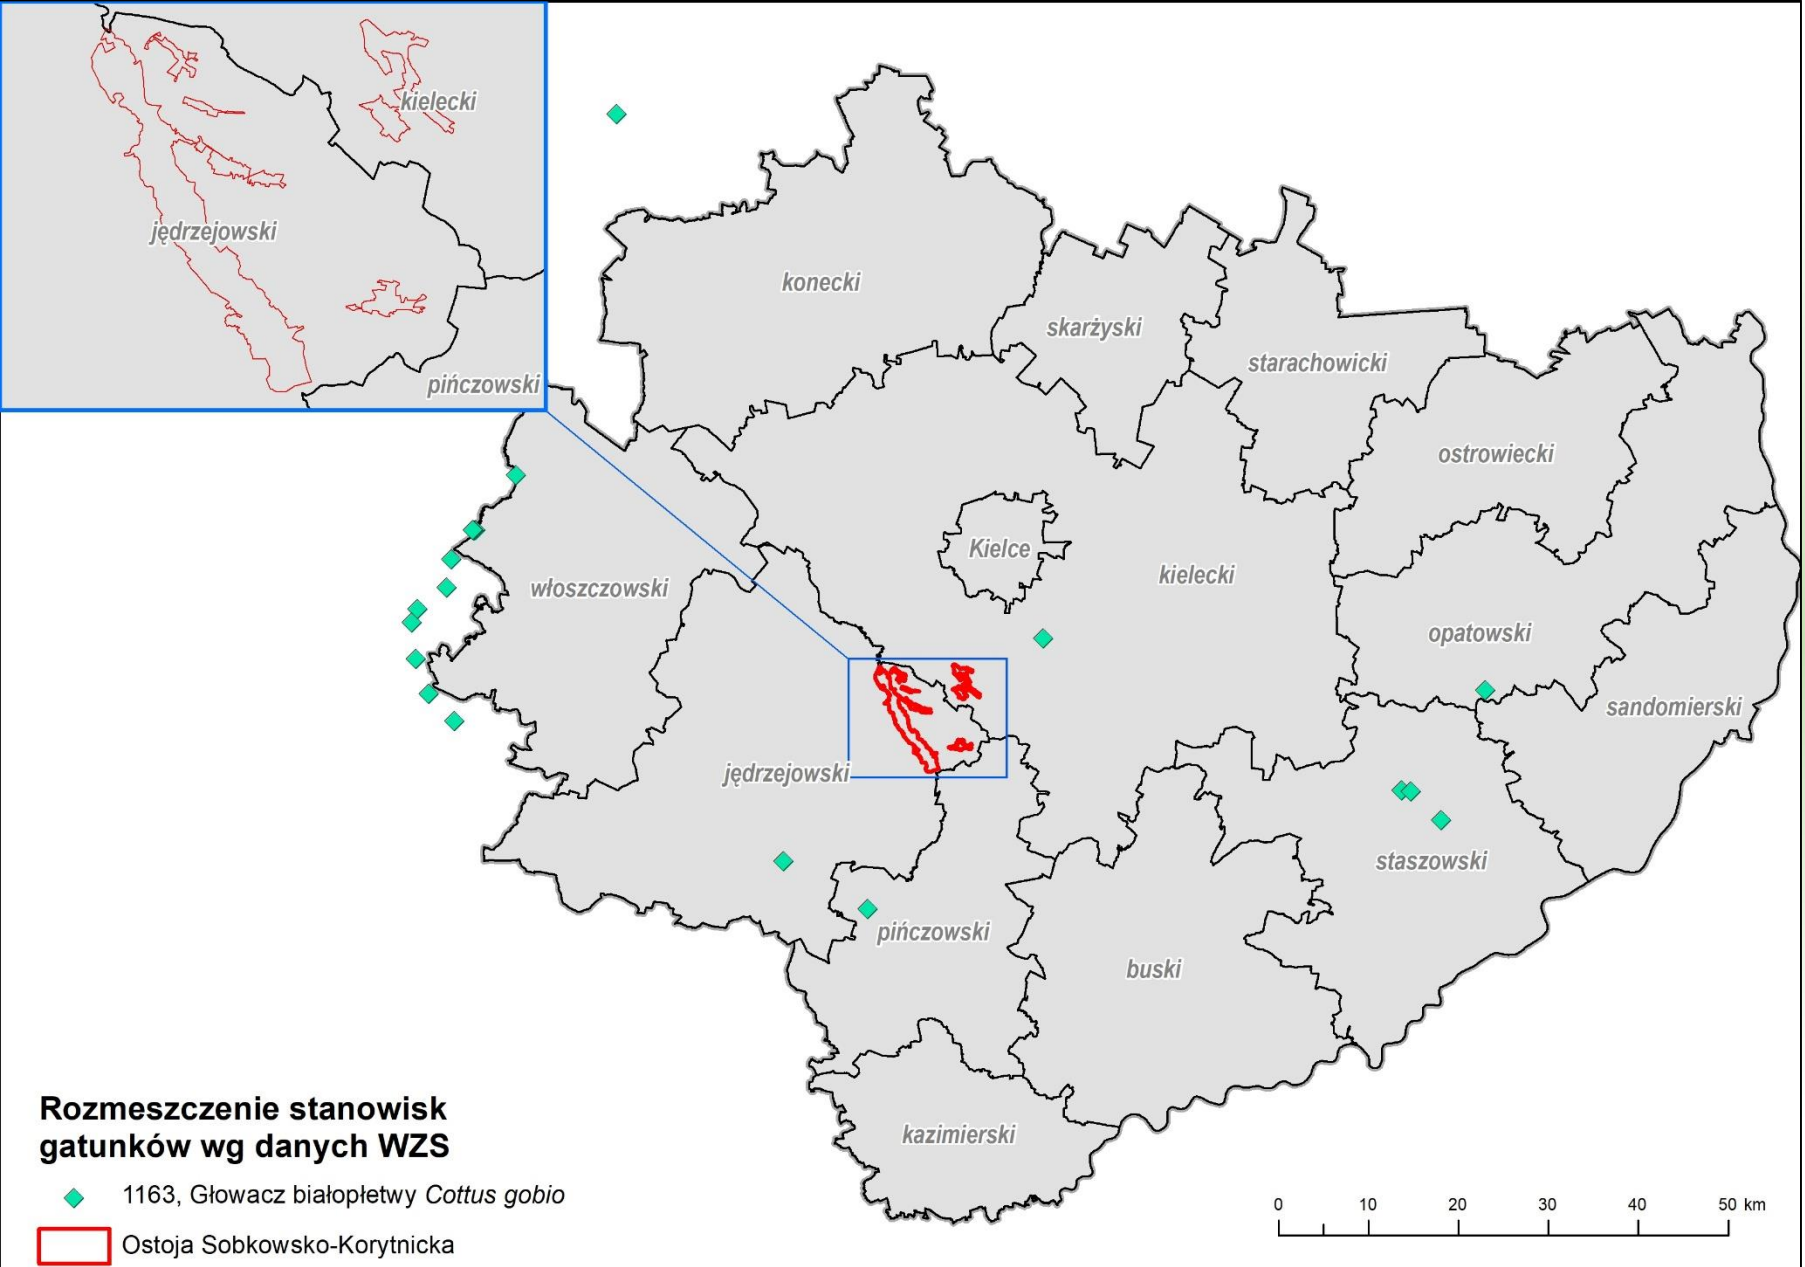 kielecki
jędrzejowski
pińczowski
konecki
skarżyski
starachowicki
ostrowiecki
Kielce
kielecki
włoszczowski
opatowski
sandomierski
jędrzejowski
staszowski
pińczowski
buski
kazimierski
Rozmeszczenie stanowisk
gatunków wg danych WZS
1163, Głowacz białopłetwy Cottus gobio
Ostoja Sobkowsko-Korytnicka
0 10 20 30 40 50 km